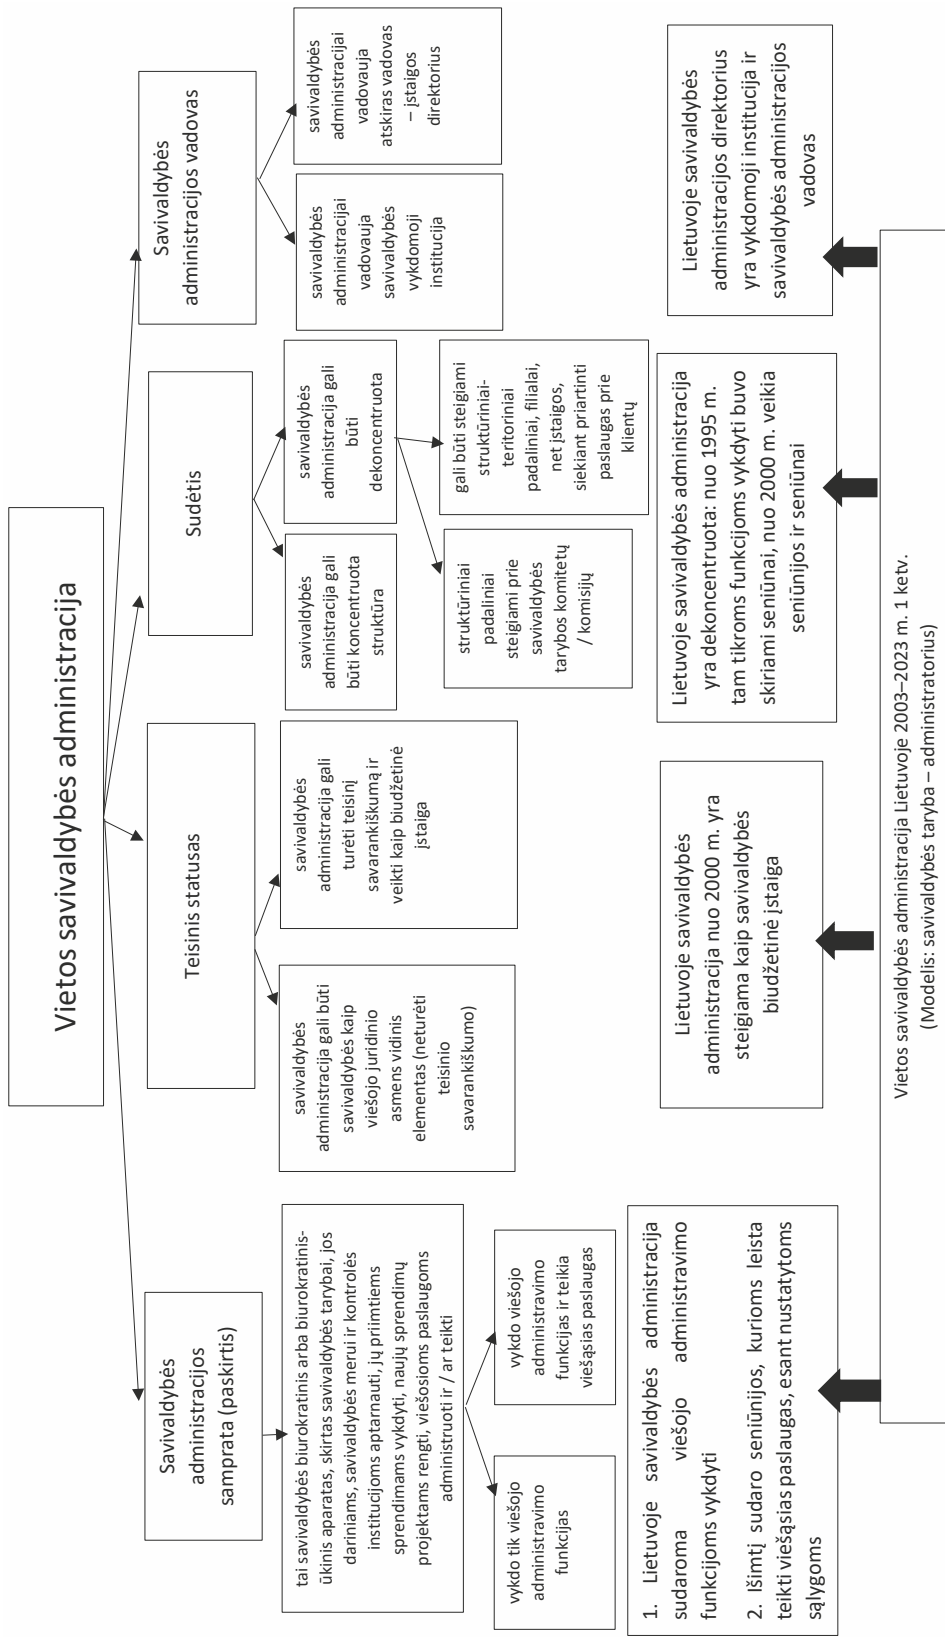 Vietos savivaldybės administracija
Savivaldybės
administracijos
samprata (paskirtis)
tai savivaldybės biurokratinis arba biurokratinis-
ūkinis aparatas, skirtas savivaldybės tarybai, jos
dariniams, savivaldybės merui ir kontrolės
institucijoms aptarnauti, jų priimtiems
sprendimams vykdyti, naujų sprendimų
projektams rengti, viešosioms paslaugoms
administruoti ir / ar teikti
vykdo tik viešojo
administravimo
funkcijas
vykdo viešojo
administravimo
funkcijas ir teikia
viešąsias paslaugas
1. Lietuvoje savivaldybės administracija
sudaroma viešojo administravimo
funkcijoms vykdyti
2. Išimtį sudaro seniūnijos, kurioms leista
teikti viešąsias paslaugas, esant nustatytoms
sąlygoms
Teisinis statusas
savivaldybės
administracija gali būti
savivaldybės kaip
viešojo juridinio
asmens vidinis
elementas (neturėti
teisinio
savarankiškumo)
savivaldybės
administracija gali
turėti teisinį
savarankiškumą ir
veikti kaip biudžetinė
įstaiga
Lietuvoje savivaldybės
administracija nuo 2000 m. yra
steigiama kaip savivaldybės
biudžetinė įstaiga
Sudėtis
savivaldybės
administracija gali
būti koncentruota
struktūra
savivaldybės
administracija gali
būti
dekoncentruota
struktūriniai
padaliniai
steigiami prie
savivaldybės
tarybos komitetų
/ komisijų
gali būti steigiami
struktūriniai-
teritoriniai
padaliniai, filialai,
net įstaigos,
siekiant priartinti
paslaugas prie
klientų
Lietuvoje savivaldybės administracija
yra dekoncentruota: nuo 1995 m.
tam tikroms funkcijoms vykdyti buvo
skiriami seniūnai, nuo 2000 m. veikia
seniūnijos ir seniūnai
Savivaldybės
administracijos vadovas
savivaldybės
administracijai
vadovauja
savivaldybės
vykdomoji
institucija
savivaldybės
administracijai
vadovauja
atskiras vadovas
– įstaigos
direktorius
Lietuvoje savivaldybės
administracijos direktorius
yra vykdomoji institucija ir
savivaldybės administracijos
vadovas
Vietos savivaldybės administracija Lietuvoje 2003–2023 m. 1 ketv.
(Modelis: savivaldybės taryba – administratorius)